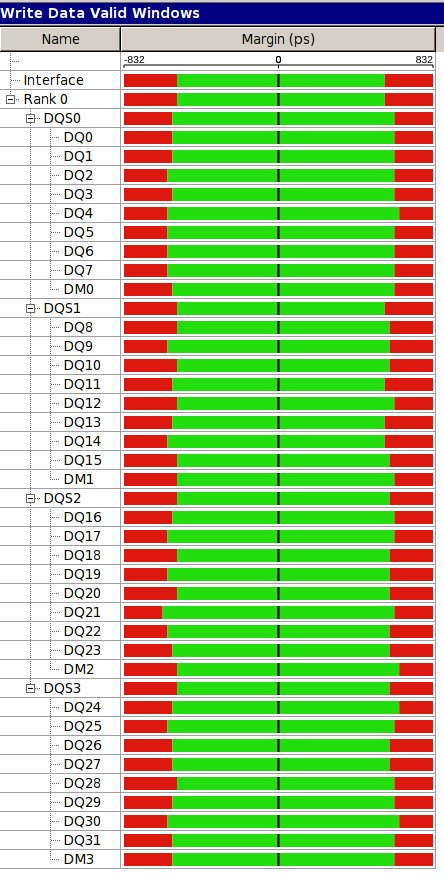 Write Data Valid Windows
Name Margin (ps)
-832 0 832
Interface
Rank 0
DQS0
DQ0
DQ1
DQ2
DQ3
DQ4
DQ5
DQ6
DQ7
DM0
DQS1
DQ8
DQ9
DQ10
DQ11
DQ12
DQ13
DQ14
DQ15
DM1
DQS2
DQ16
DQ17
DQ18
DQ19
DQ20
DQ21
DQ22
DQ23
DM2
DQS3
DQ24
DQ25
DQ26
DQ27
DQ28
DQ29
DQ30
DQ31
DM3